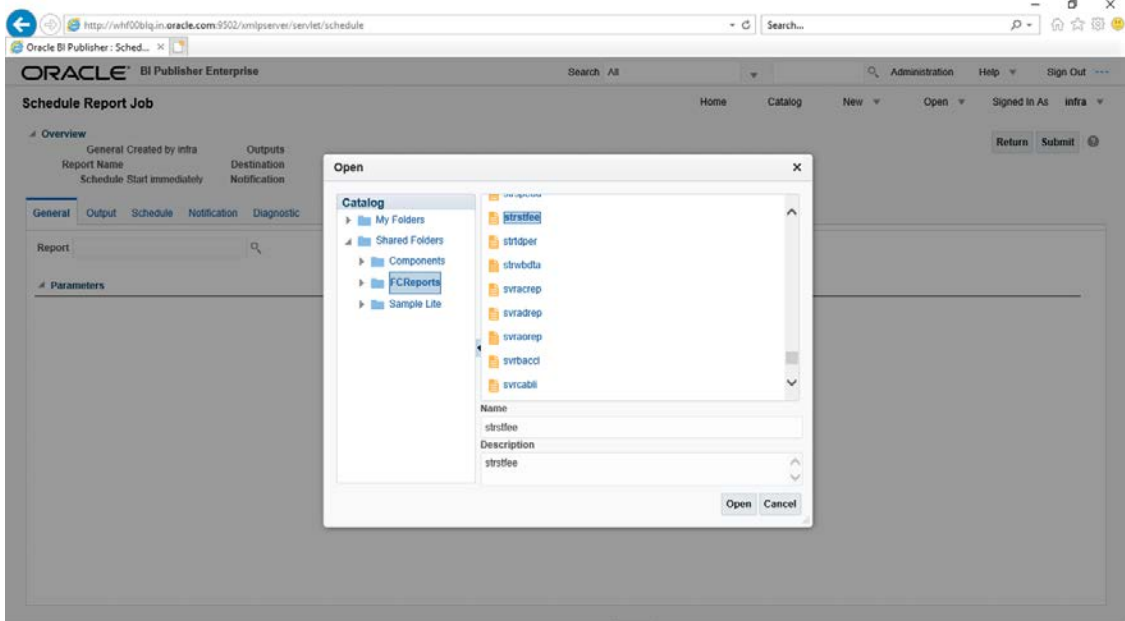 http://whf00blq.in.oracle.com:9502/xmlpserver/servlet/schedule
Search...
Oracle BI Publisher : Sched...
ORACLE BI Publisher Enterprise
Search All
Administration Help Sign Out
Schedule Report Job
Home Catalog New Open Signed In As infra
Overview
General Created by infra Outputs
Report Name Destination
Schedule Start immediately Notification
Return Submit
General Output Schedule Notification Diagnostic
Report
Parameters
Open
Catalog
My Folders
Shared Folders
Components
FCReports
Sample Lite
strstfee
strtdper
strwbdta
svracrep
svradrep
svraorep
svrbaccl
svrcabli
Name
strstfee
Description
strstfee
Open Cancel